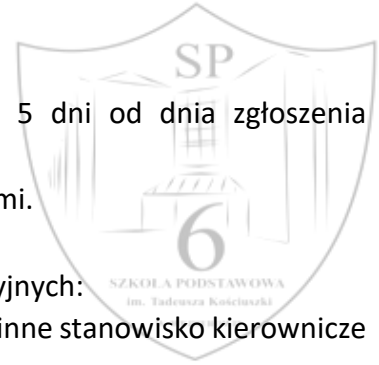 SP
5 dni od dnia zgłoszenia
mi.
6
yjnych:
SZKOŁA PODSTAWOWA
im. Tadeusza Kościuszki
inne stanowisko kierownicze